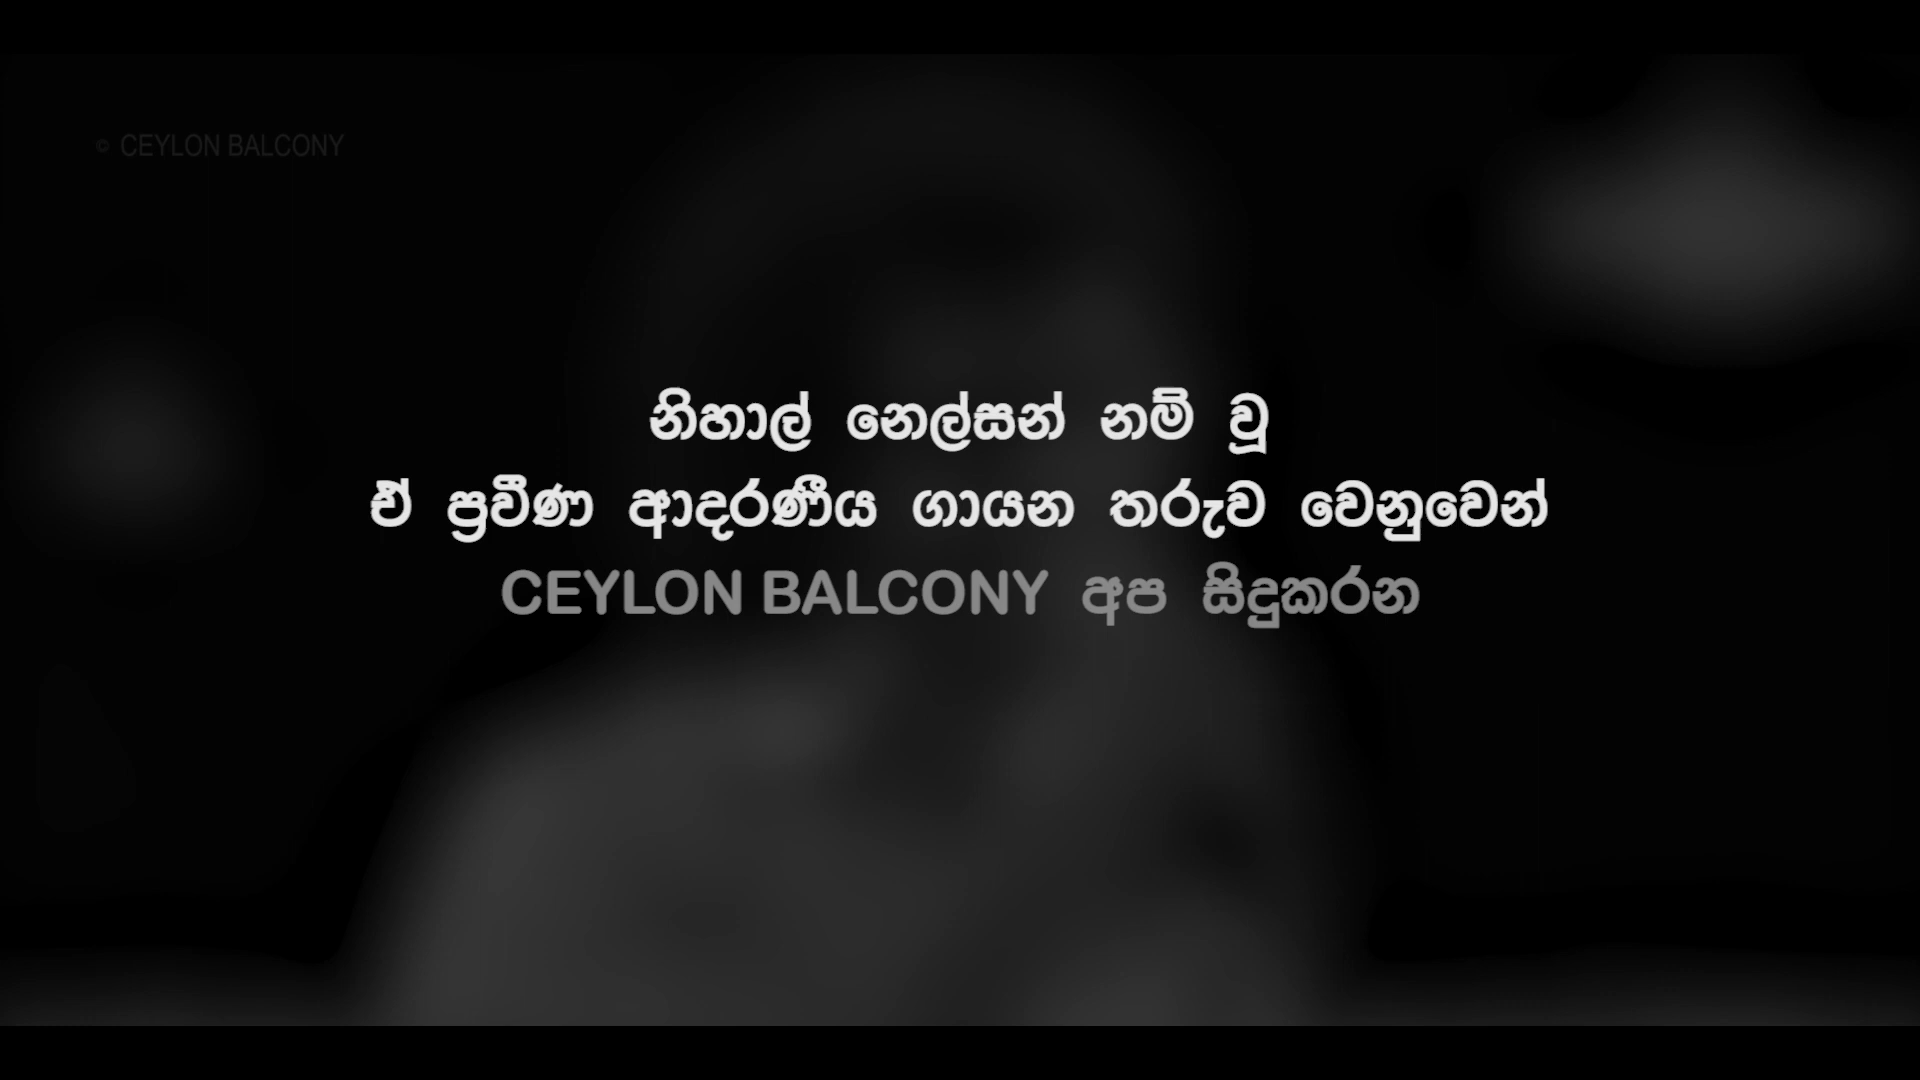 © CEYLON BALCONY
නිහාල් නෙල්සන් නම් වූ
ඒ ප්‍රවීණ ආදරණීය ගායන තරුව වෙනුවෙන්
CEYLON BALCONY අප සිදුකරන